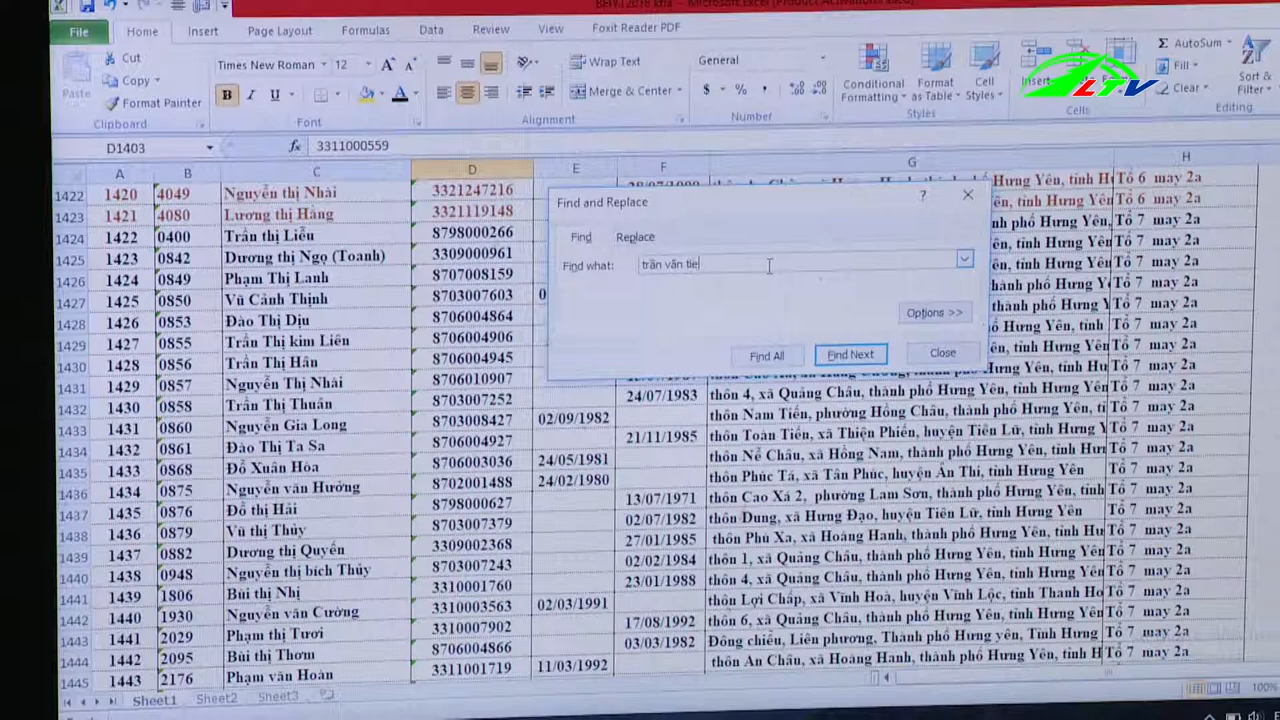 File Home Insert Page Layout Formulas Data Review View Foxit Reader PDF
Cut
Copy
Paste
Format Painter
Clipboard
Times New Roman 12
B I U
Font
Wrap Text
Merge & Center
Alignment
General
$ % ,
Number
Conditional Formatting
Format as Table
Cell Styles
Styles
Insert
Cells
AutoSum
Fill
Clear
Sort & Filter
Editing
LTV
D1403 fx 3311000559
A B C D E F G H
1422 1420 4049 Nguyễn thị Nhài 3321247216 Hưng Yên, tỉnh Tổ 6 may 2a
1423 1421 4080 Lương thị Hằng 3321119148 Tổ 6 may 2a
1424 1422 0400 Trần thị Liễu 8798000266 phố Hưng Yên, Tổ 7 may 2a
1425 1423 0842 Dương thị Ngọ (Toanh) 3309000961 Tổ 7 may 2a
1426 1424 0849 Phạm Thị Lanh 8707008159 Tổ 7 may 2a
1427 1425 0850 Vũ Cảnh Thịnh 8703007603 Tổ 7 may 2a
1428 1426 0853 Đào Thị Dịu 8706004864 Tổ 7 may 2a
1429 1427 0855 Trần Thị kim Liên 8706004906 Tổ 7 may 2a
1430 1428 0856 Trần Thị Hân 8706004945 Tổ 7 may 2a
1431 1429 0857 Nguyễn Thị Nhài 8706010907 Tổ 7 may 2a
1432 1430 0858 Trần Thị Thuân 8703007252 24/07/1983 thôn 4, xã Quảng Châu, thành phố Hưng Yên, tỉnh Hưng Yên Tổ 7 may 2a
1433 1431 0860 Nguyễn Gia Long 8703008427 02/09/1982 thôn Nam Tiến, phường Hồng Châu, thành phố Hưng Yên, Tổ 7 may 2a
1434 1432 0861 Đào Thị Ta Sa 8706004927 21/11/1985 thôn Toàn Tiến, xã Thiện Phiến, huyện Tiên Lữ, tỉnh Hưng Tổ 7 may 2a
1435 1433 0868 Đỗ Xuân Hòa 8706003036 24/05/1981 thôn Nễ Châu, xã Hồng Nam, thành phố Hưng Yên, tỉnh Hưn Tổ 7 may 2a
1436 1434 0875 Nguyễn văn Hưởng 8702001488 24/02/1980 thôn Phúc Tá, xã Tân Phúc, huyện Ân Thi, tỉnh Hưng Yên Tổ 7 may 2a
1437 1435 0876 Đỗ thị Hải 8798000627 13/07/1971 thôn Cao Xá 2, phường Lam Sơn, thành phố Hưng Yên, tỉnh Tổ 7 may 2a
1438 1436 0879 Vũ thị Thủy 8703007379 02/07/1982 thôn Dung, xã Hưng Đạo, huyện Tiên Lữ, tỉnh Hưng Yên Tổ 7 may 2a
1439 1437 0882 Dương thị Quyến 3309002368 27/01/1985 thôn Phú Xa, xã Hoàng Hanh, thành phố Hưng Yên, tỉnh Tổ 7 may 2a
1440 1438 0948 Nguyễn thị bích Thủy 8703007243 02/02/1984 thôn 1, xã Quảng Châu, thành phố Hưng Yên, tỉnh Hưng Yên Tổ 7 may 2a
1441 1439 1806 Bùi thị Nhị 3310001760 23/01/1988 thôn 4, xã Quảng Châu, thành phố Hưng Yên, tỉnh Hưng Yên Tổ 7 may 2a
1442 1440 1930 Nguyễn văn Cường 3310003563 02/03/1991 thôn Lợi Chấp, xã Vĩnh Hoà, huyện Vĩnh Lộc, tỉnh Thanh Ho Tổ 7 may 2a
1443 1441 2029 Phạm thị Tươi 3310007902 17/08/1992 thôn 6, xã Quảng Châu, thành phố Hưng Yên, tỉnh Hưng Yên Tổ 7 may 2a
1444 1442 2095 Bùi thị Thơm 8706004866 03/03/1982 Đông chiểu, Liên phương, Thành phố Hưng yên, Tỉnh Hưng Tổ 7 may 2a
1445 1443 2176 Phạm văn Hoàn 3311001719 11/03/1992 thôn An Châu, xã Hoàng Hanh, thành phố Hưng Yên, tỉnh H Tổ 7 may 2a
Find and Replace ?
Find Replace
Find what: trần văn tie
Options >>
Find All Find Next Close
Sheet1 Sheet2 Sheet3 100%